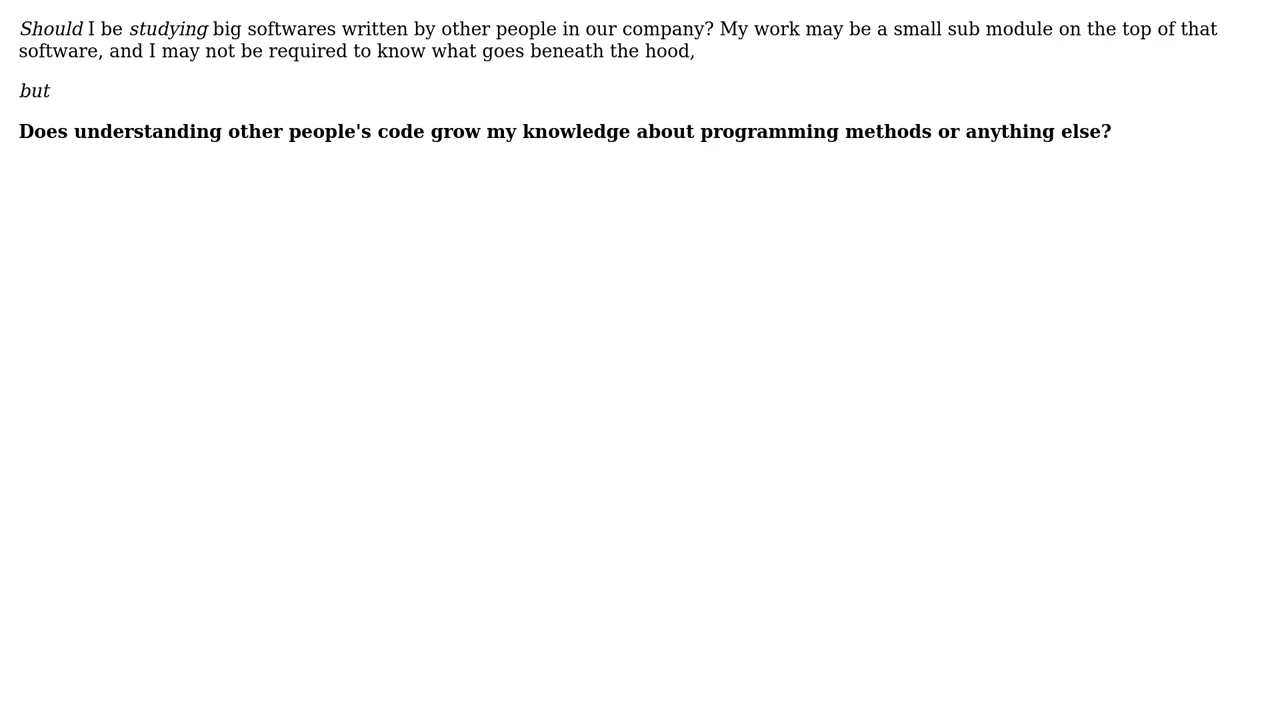 Should I be studying big softwares written by other people in our company? My work may be a small sub module on the top of that
software, and I may not be required to know what goes beneath the hood,
but
Does understanding other people's code grow my knowledge about programming methods or anything else?